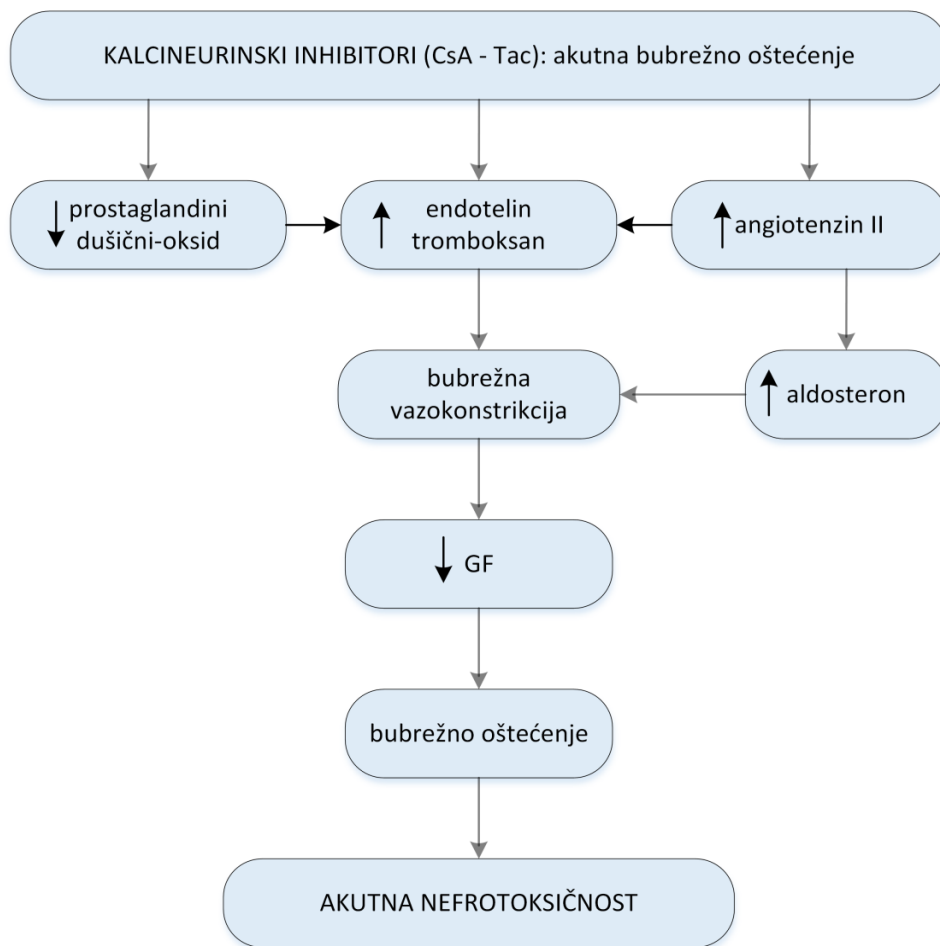 KALCINEURINSKI INHIBITORI (CsA - Tac): akutna bubrežno oštećenje
prostaglandini
dušični-oksid
endotelin
tromboksan
angiotenzin II
bubrežna
vazokonstrikcija
aldosteron
GF
bubrežno oštećenje
AKUTNA NEFROTOKSIČNOST